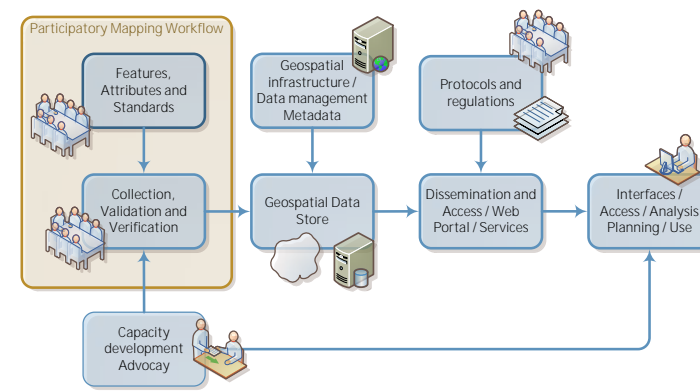 Participatory Mapping Workflow
Features,
Attributes and
Standards
Geospatial
infrastructure /
Data management
Metadata
Protocols and
regulations
Collection,
Validation and
Verification
Geospatial Data
Store
Dissemination and
Access / Web
Portal / Services
Interfaces /
Access / Analysis
Planning / Use
Capacity
development
Advocay